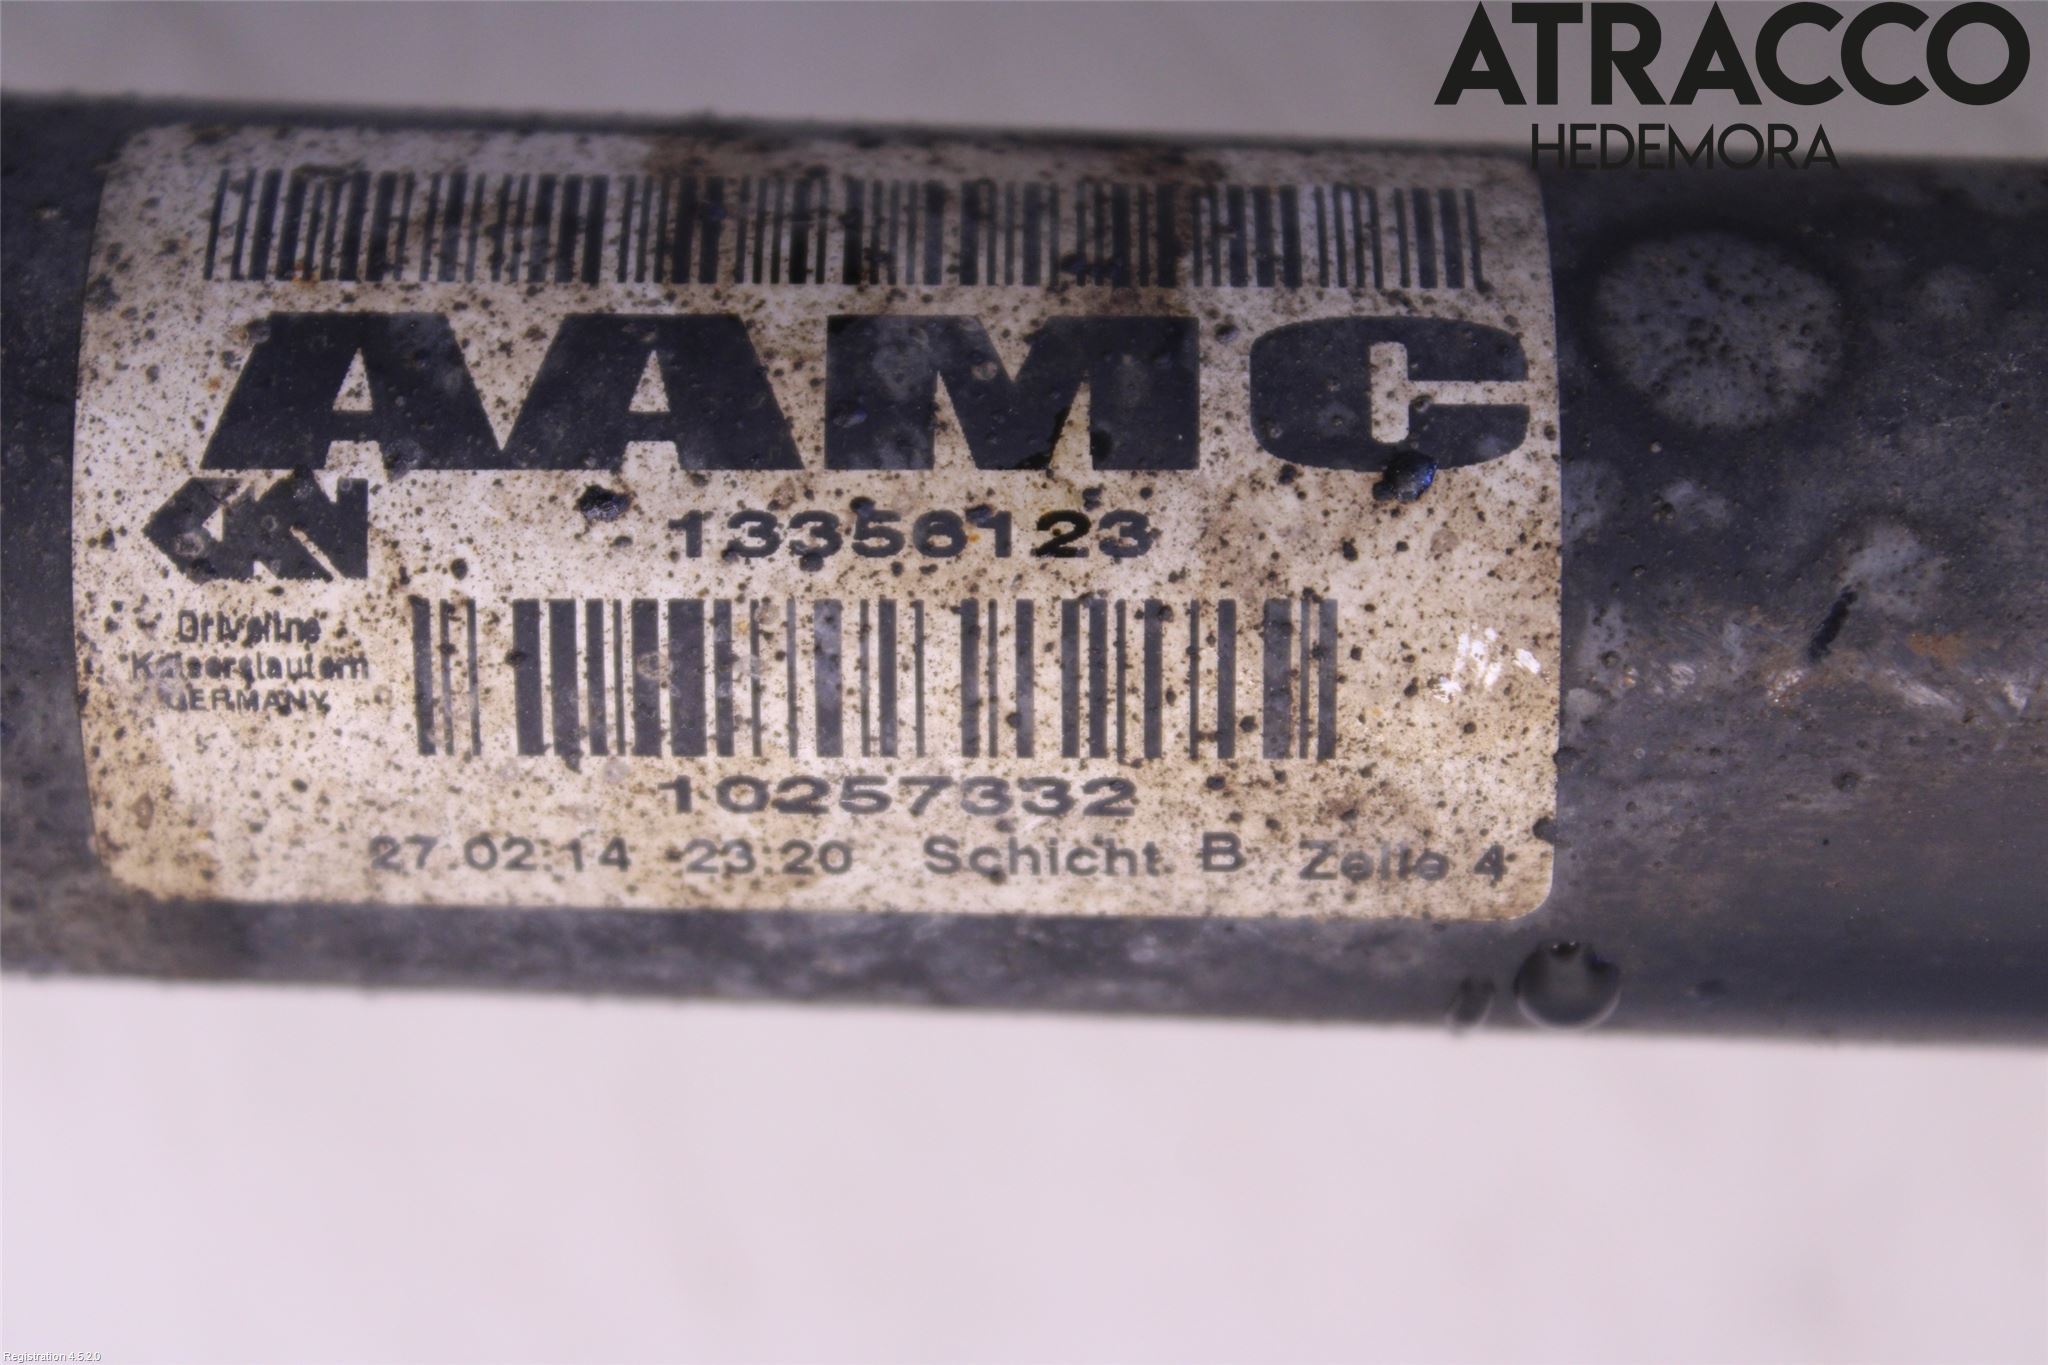 ATRACCO
HEDEMORA
AAMC
13356123
Driveline
Kaiserslautern
GERMANY
10257332
27.02.14 23:20 Schicht B Zelle 4
Registration 4.5.2.0